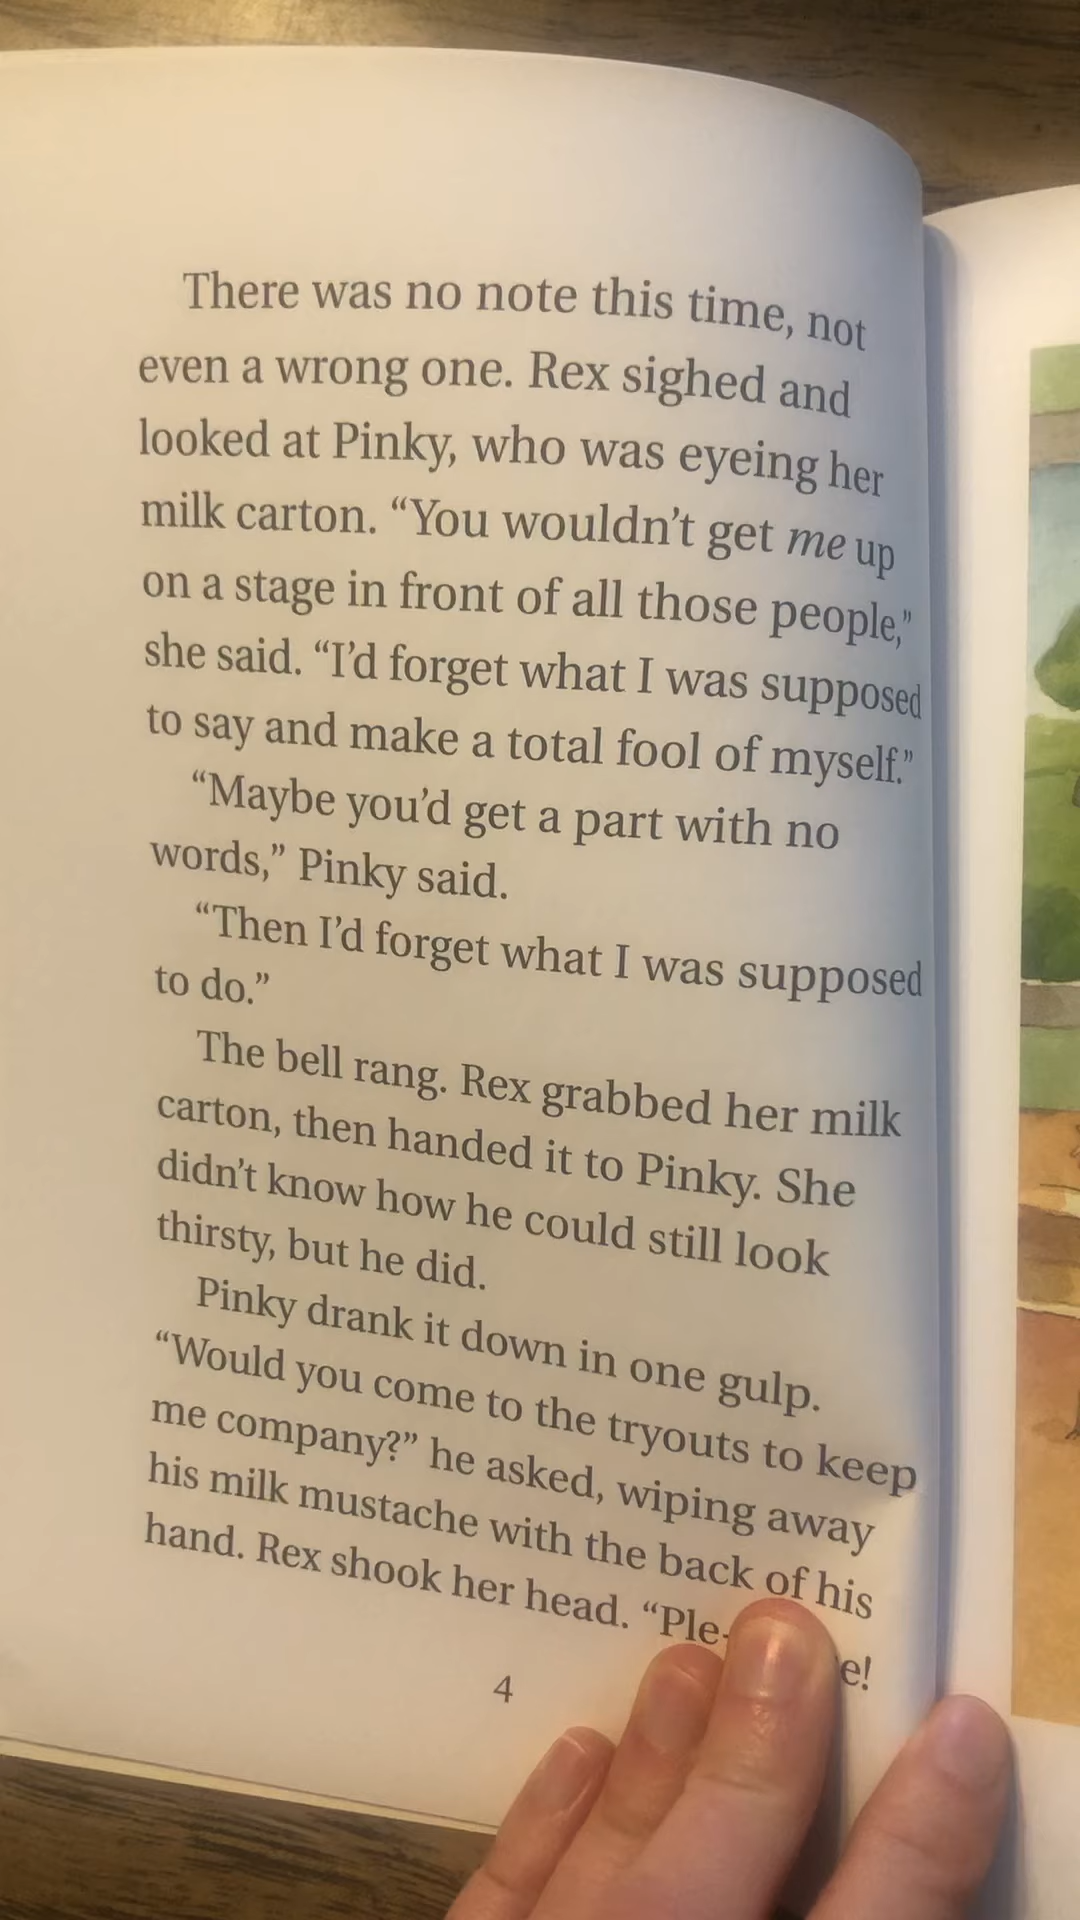 There was no note this time, not
even a wrong one. Rex sighed and
looked at Pinky, who was eyeing her
milk carton. “You wouldn’t get me up
on a stage in front of all those people,”
she said. “I’d forget what I was supposed
to say and make a total fool of myself.”
“Maybe you’d get a part with no
words,” Pinky said.
“Then I’d forget what I was supposed
to do.”
The bell rang. Rex grabbed her milk
carton, then handed it to Pinky. She
didn’t know how he could still look
thirsty, but he did.
Pinky drank it down in one gulp.
“Would you come to the tryouts to keep
me company?” he asked, wiping away
his milk mustache with the back of his
hand. Rex shook her head. “Ple-
4